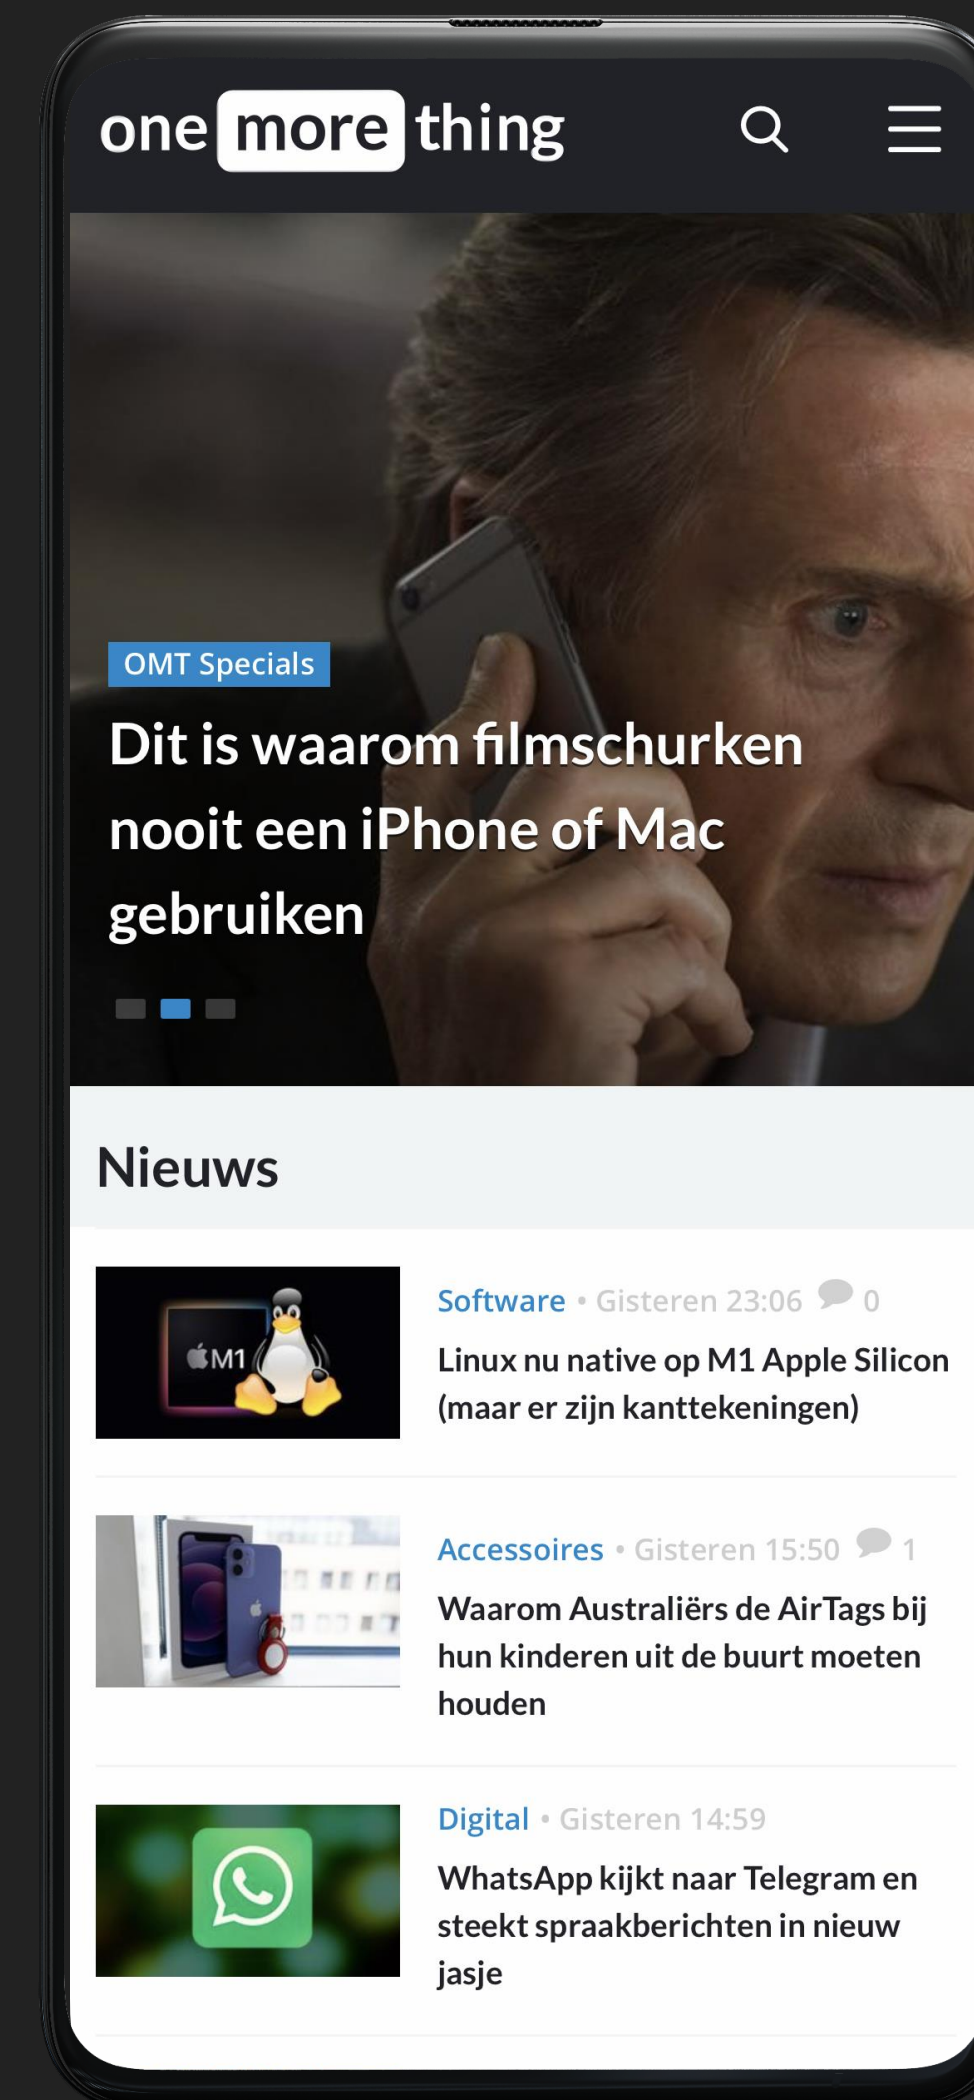 one more thing
OMT Specials
Dit is waarom filmschurken
nooit een iPhone of Mac
gebruiken
Nieuws
M1
Software • Gisteren 23:06 0
Linux nu native op M1 Apple Silicon
(maar er zijn kanttekeningen)
Accessoires • Gisteren 15:50 1
Waarom Australiërs de AirTags bij
hun kinderen uit de buurt moeten
houden
Digital • Gisteren 14:59
WhatsApp kijkt naar Telegram en
steekt spraakberichten in nieuw
jasje